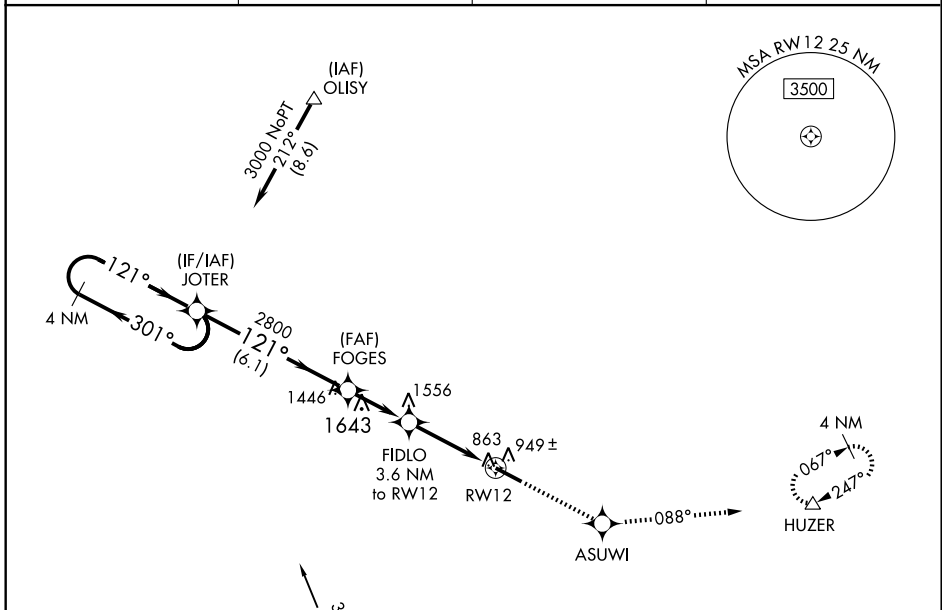 (IAF)
OLISY
3000 NoPT
212°
(8.6)
MSA RW12 25 NM
3500
(IF/IAF)
JOTER
121°
301°
4 NM
2800
121°
(6.1)
(FAF)
FOGES
1446
1643
1556
FIDLO
3.6 NM
to RW12
863
949±
RW12
ASUWI
088°
4 NM
067°
247°
HUZER